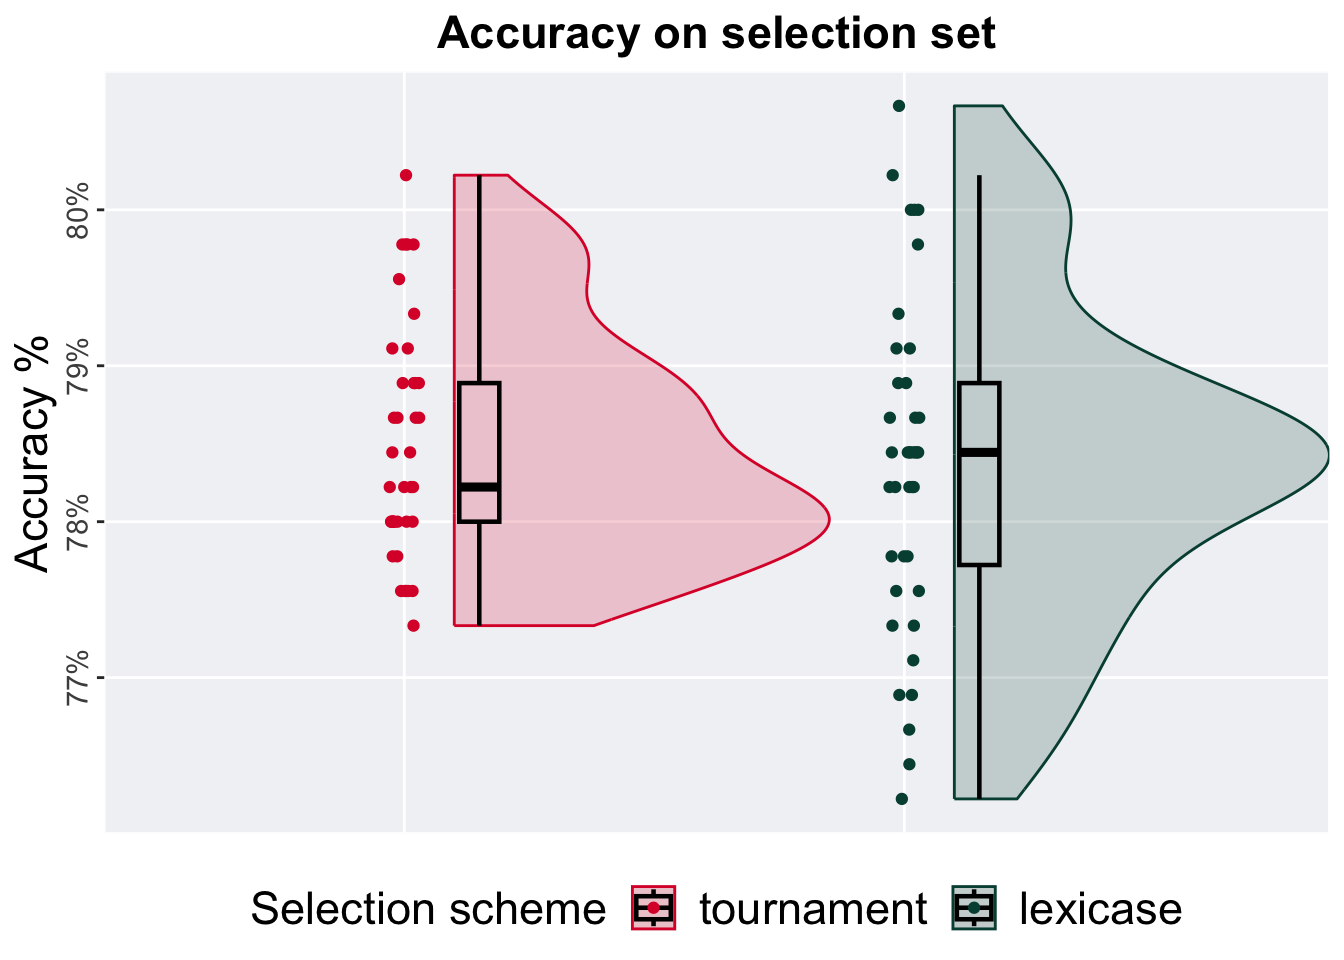 Accuracy on selection set
Accuracy %
80%
79%
78%
77%
Selection scheme tournament lexicase